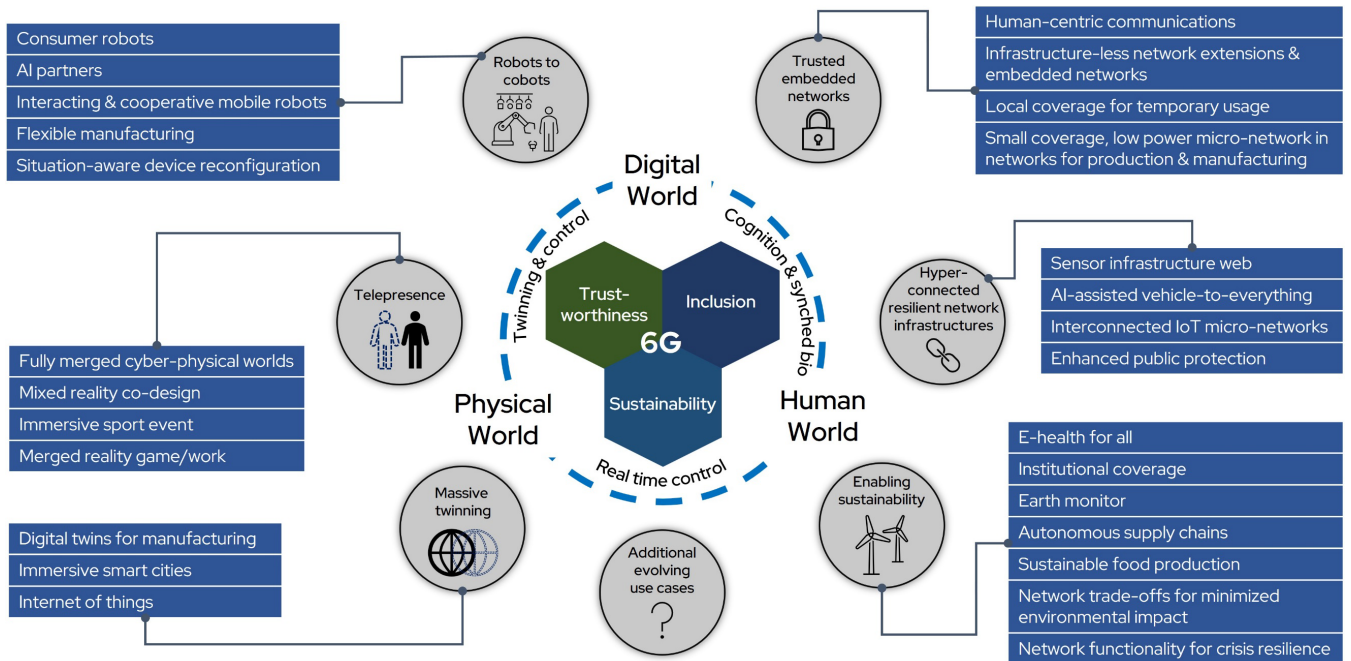 Consumer robots
AI partners
Interacting & cooperative mobile robots
Flexible manufacturing
Situation-aware device reconfiguration
Robots to
cobots
Trusted
embedded
networks
Human-centric communications
Infrastructure-less network extensions &
embedded networks
Local coverage for temporary usage
Small coverage, low power micro-network in
networks for production & manufacturing
Digital
World
Twinning & control
Cognition & synched bio
Trust-
worthiness
Inclusion
6G
Sustainability
Physical
World
Human
World
Real time control
Telepresence
Fully merged cyber-physical worlds
Mixed reality co-design
Immersive sport event
Merged reality game/work
Hyper-
connected
resilient network
infrastructures
Sensor infrastructure web
AI-assisted vehicle-to-everything
Interconnected IoT micro-networks
Enhanced public protection
Massive
twinning
Digital twins for manufacturing
Immersive smart cities
Internet of things
Additional
evolving
use cases
?
Enabling
sustainability
E-health for all
Institutional coverage
Earth monitor
Autonomous supply chains
Sustainable food production
Network trade-offs for minimized
environmental impact
Network functionality for crisis resilience